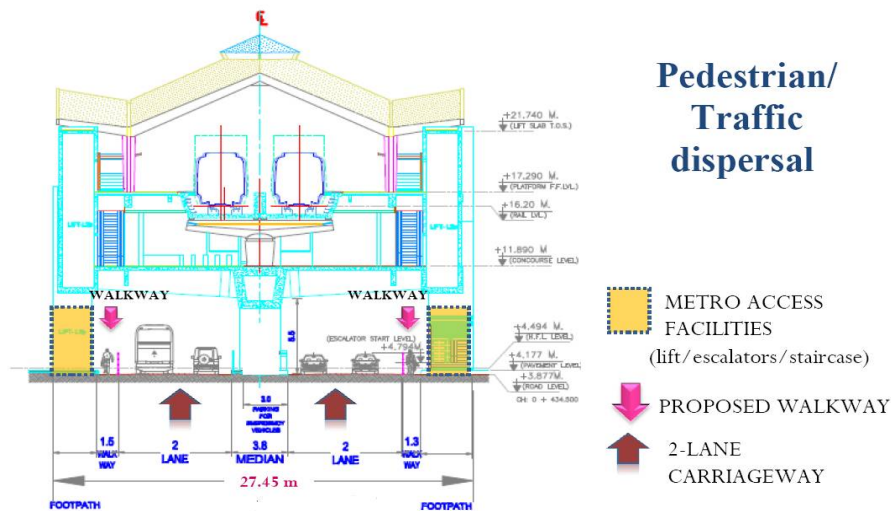 ℄
Pedestrian/
Traffic
dispersal
+21.740 M.
(LIFT SLAB T.O.S.)
+17.290 M.
(PLATFORM F.F.LVL.)
+16.20 M.
(RAIL LVL.)
+11.890 M
(CONCOURSE LEVEL)
WALKWAY
WALKWAY
(ESCALATOR START LEVEL)
+4.794M.
5.5
+4,494 M.
(H.F.L. LEVEL)
+4,177 M.
(PAVEMENT LEVEL)
+3.877M.
(ROAD LEVEL)
CH: 0 + 434.500
METRO ACCESS
FACILITIES
(lift/escalators/staircase)
PROPOSED WALKWAY
2-LANE
CARRIAGEWAY
3.0
PARKING
FOR
EMERGENCY
VEHICLES
1.5
WALK
WAY
2
LANE
3.8
MEDIAN
2
LANE
1.3
WALK
WAY
27.45 m
FOOTPATH
FOOTPATH